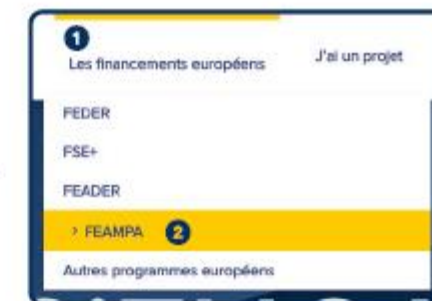 1
Les financements européens J'ai un projet
FEDER
FSE+
FEADER
> FEAMPA 2
Autres programmes européens